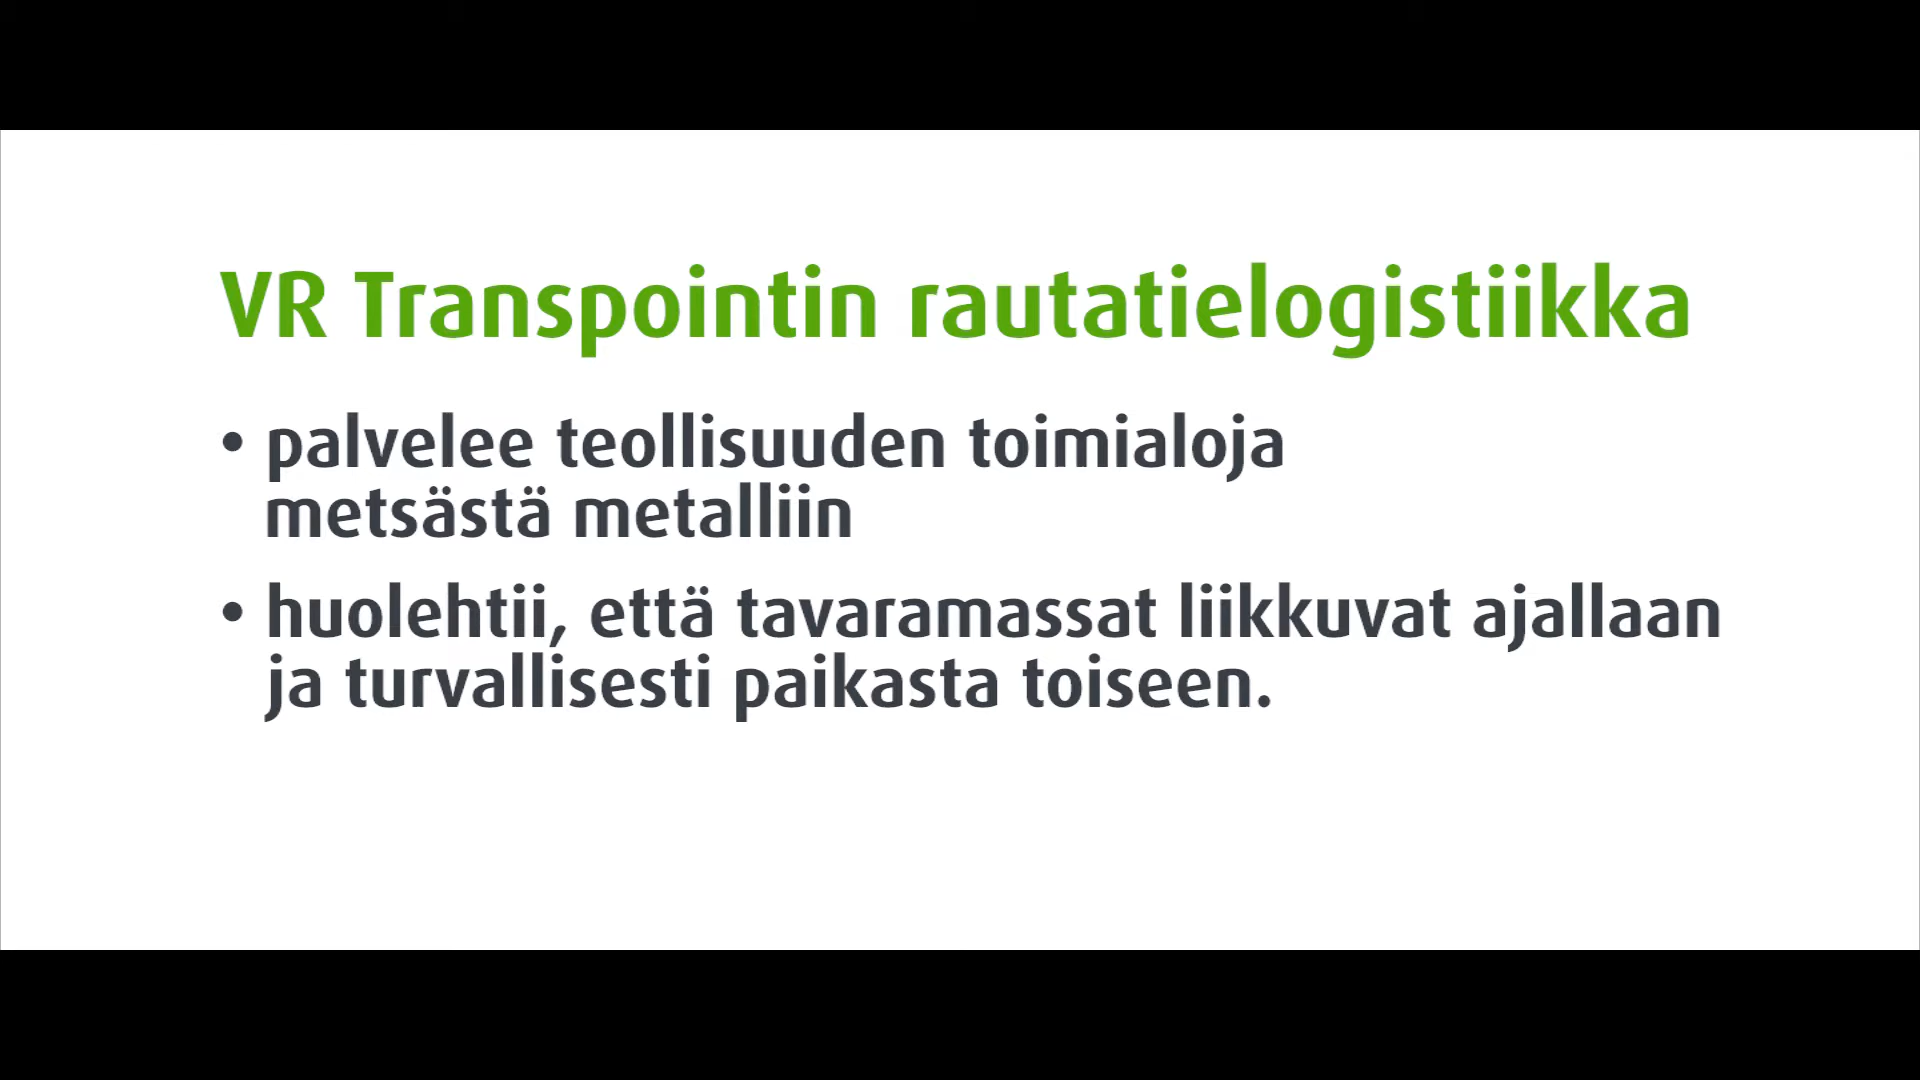 VR Transpointin rautatielogistiikka
• palvelee teollisuuden toimialoja
metsästä metalliin
• huolehtii, että tavaramassat liikkuvat ajallaan
ja turvallisesti paikasta toiseen.